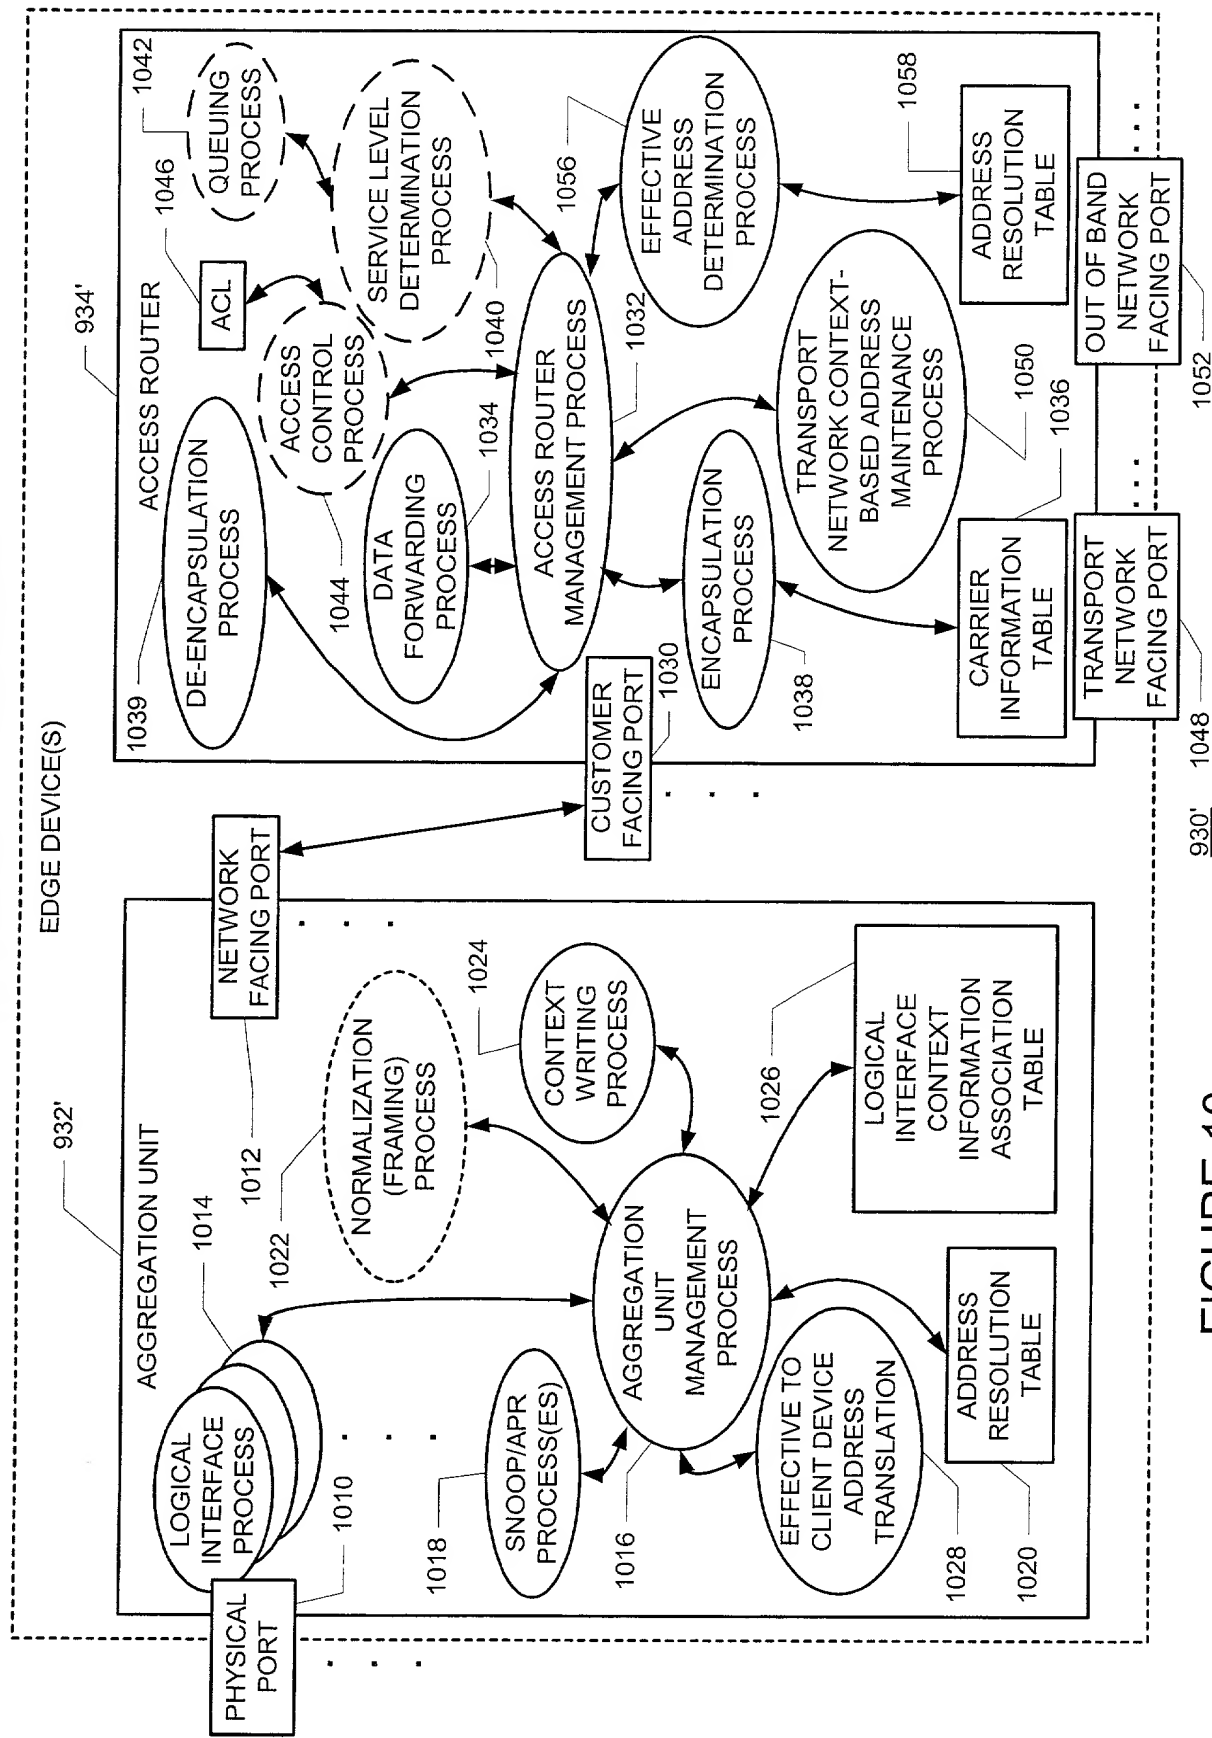 EDGE DEVICE(S)
932'
AGGREGATION UNIT
1014
LOGICAL
INTERFACE
PROCESS
PHYSICAL
PORT
1010
1012
NETWORK
FACING PORT
1022
NORMALIZATION
(FRAMING)
PROCESS
1018
SNOOP/APR
PROCESS(ES)
1024
CONTEXT
WRITING
PROCESS
1016
AGGREGATION
UNIT
MANAGEMENT
PROCESS
1026
LOGICAL
INTERFACE
CONTEXT
INFORMATION
ASSOCIATION
TABLE
EFFECTIVE TO
CLIENT DEVICE
ADDRESS
TRANSLATION
1028
ADDRESS
RESOLUTION
TABLE
1020
934'
ACCESS ROUTER
1039
DE-ENCAPSULATION
PROCESS
1046
ACL
1042
QUEUING
PROCESS
1044
ACCESS
CONTROL
PROCESS
SERVICE LEVEL
DETERMINATION
PROCESS
1040
DATA
FORWARDING
PROCESS
1034
ACCESS ROUTER
MANAGEMENT PROCESS
1032
CUSTOMER
FACING PORT
1030
1056
EFFECTIVE
ADDRESS
DETERMINATION
PROCESS
ENCAPSULATION
PROCESS
1038
TRANSPORT
NETWORK CONTEXT-
BASED ADDRESS
MAINTENANCE
PROCESS
1050
1058
ADDRESS
RESOLUTION
TABLE
CARRIER
INFORMATION
TABLE
1036
TRANSPORT
NETWORK
FACING PORT
1048
OUT OF BAND
NETWORK
FACING PORT
1052
930'